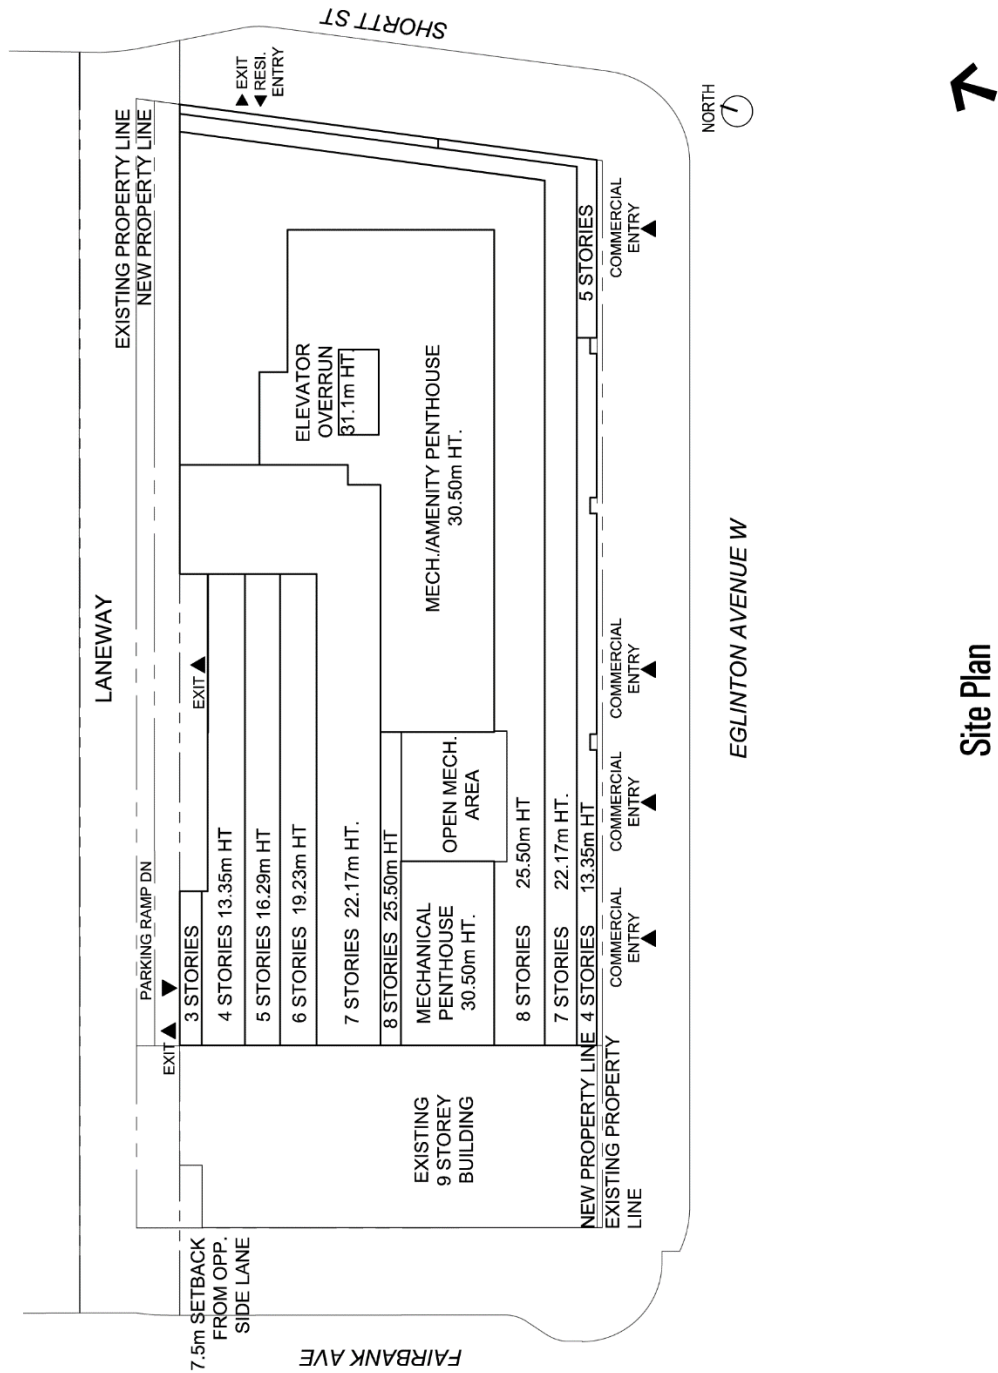 SHORTT ST
EXIT
RESI.
ENTRY
NORTH
EXISTING PROPERTY LINE
NEW PROPERTY LINE
LANEWAY
PARKING RAMP DN
EXIT
EXIT
3 STORIES
4 STORIES 13.35m HT
5 STORIES 16.29m HT
6 STORIES 19.23m HT
7 STORIES 22.17m HT.
8 STORIES 25.50m HT
MECHANICAL
PENTHOUSE
30.50m HT.
OPEN MECH.
AREA
ELEVATOR
OVERRUN
31.1m HT.
MECH./AMENITY PENTHOUSE
30.50m HT.
8 STORIES 25.50m HT
7 STORIES 22.17m HT.
4 STORIES 13.35m HT
5 STORIES
EXISTING
9 STOREY
BUILDING
NEW PROPERTY LINE
EXISTING PROPERTY
LINE
COMMERCIAL
ENTRY
COMMERCIAL
ENTRY
COMMERCIAL
ENTRY
COMMERCIAL
ENTRY
7.5m SETBACK
FROM OPP.
SIDE LANE
FAIRBANK AVE
EGLINTON AVENUE W
Site Plan